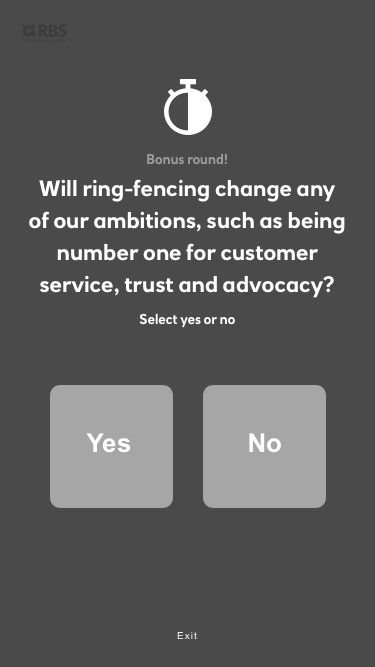 RBS
Bonus round!
Will ring-fencing change any
of our ambitions, such as being
number one for customer
service, trust and advocacy?
Select yes or no
Yes
No
Exit